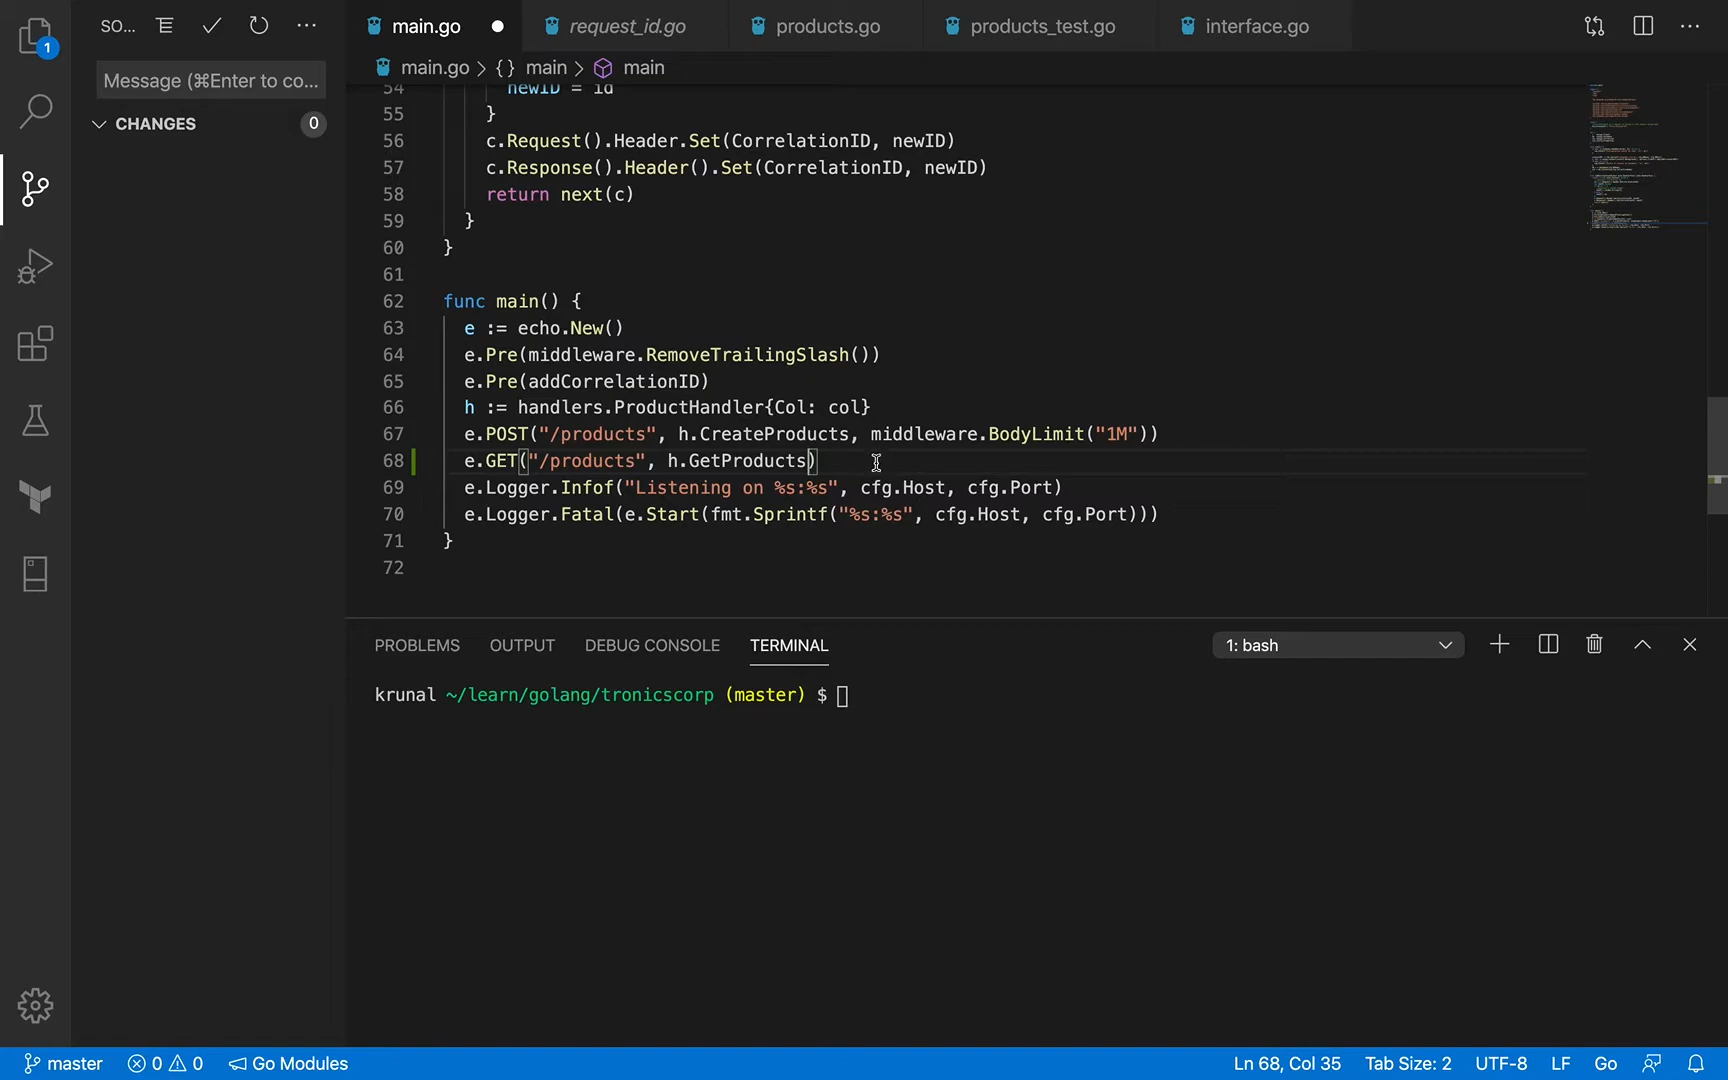 SO...
main.go
request_id.go
products.go
products_test.go
interface.go
1
Message (⌘Enter to co...
CHANGES
0
main.go > {} main > main
54 newID = id
55 }
56 c.Request().Header.Set(CorrelationID, newID)
57 c.Response().Header().Set(CorrelationID, newID)
58 return next(c)
59 }
60 }
61
62 func main() {
63 e := echo.New()
64 e.Pre(middleware.RemoveTrailingSlash())
65 e.Pre(addCorrelationID)
66 h := handlers.ProductHandler{Col: col}
67 e.POST("/products", h.CreateProducts, middleware.BodyLimit("1M"))
68 e.GET("/products", h.GetProducts)
69 e.Logger.Infof("Listening on %s:%s", cfg.Host, cfg.Port)
70 e.Logger.Fatal(e.Start(fmt.Sprintf("%s:%s", cfg.Host, cfg.Port)))
71 }
72
PROBLEMS OUTPUT DEBUG CONSOLE TERMINAL 1: bash
krunal ~/learn/golang/tronicscorp (master) $
master 0 0 Go Modules Ln 68, Col 35 Tab Size: 2 UTF-8 LF Go